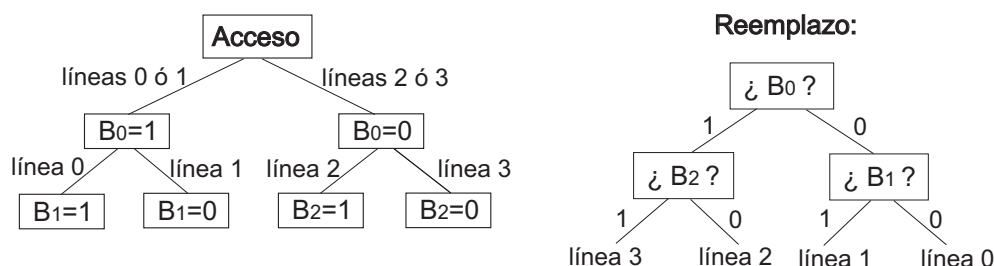 Acceso
líneas 0 ó 1
líneas 2 ó 3
B0=1
B0=0
línea 0
línea 1
línea 2
línea 3
B1=1
B1=0
B2=1
B2=0
Reemplazo:
¿ B0 ?
1
0
¿ B2 ?
¿ B1 ?
1
0
1
0
línea 3
línea 2
línea 1
línea 0